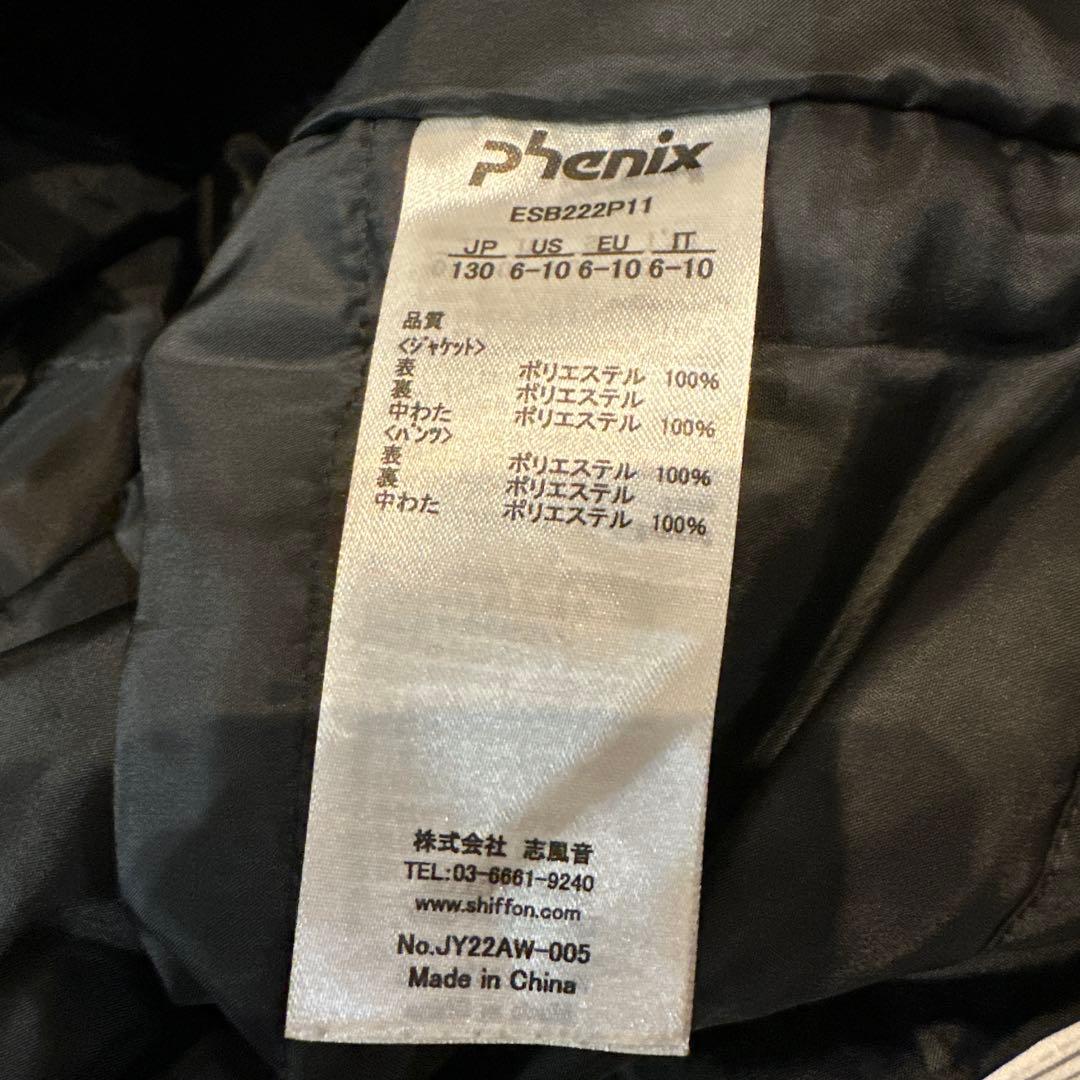 phenix
ESB222P11
JP US EU IT
130 6-10 6-10 6-10
品質
<ジャケット>
表 ポリエステル 100%
裏 ポリエステル
中わた ポリエステル 100%
<パンツ>
表 ポリエステル 100%
裏 ポリエステル
中わた ポリエステル 100%
株式会社 志風音
TEL:03-6661-9240
www.shiffon.com
No.JY22AW-005
Made in China